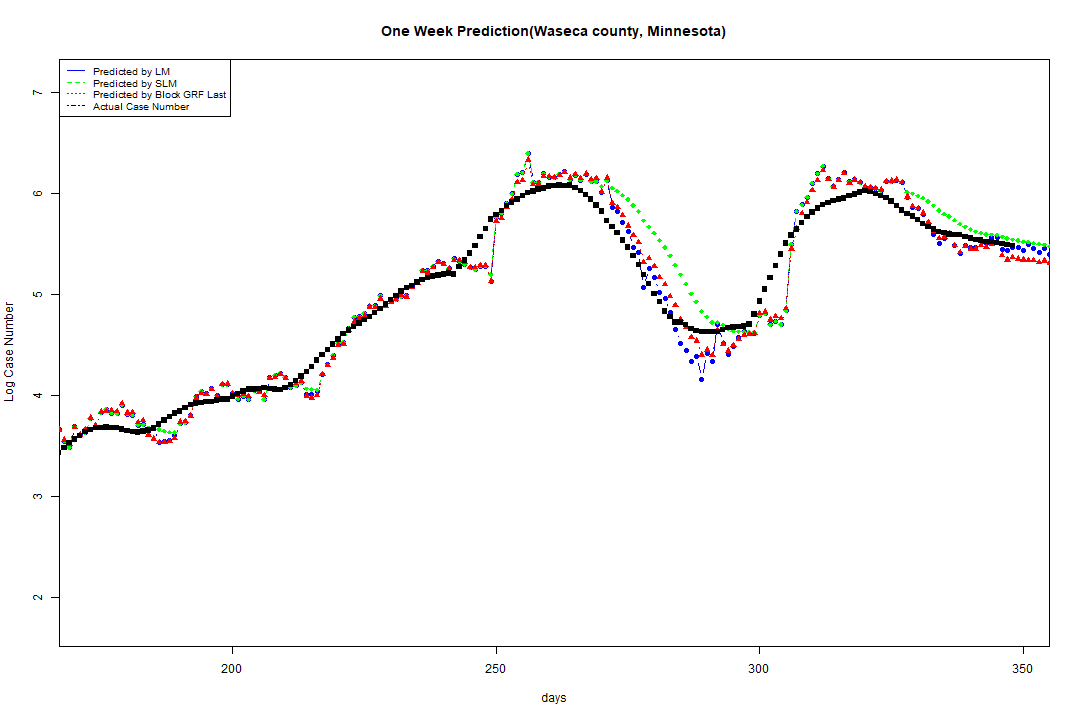 One Week Prediction(Waseca county, Minnesota)
Predicted by LM
Predicted by SLM
Predicted by Block GRF Last
Actual Case Number
7
6
5
4
3
2
Log Case Number
200 250 300 350
days